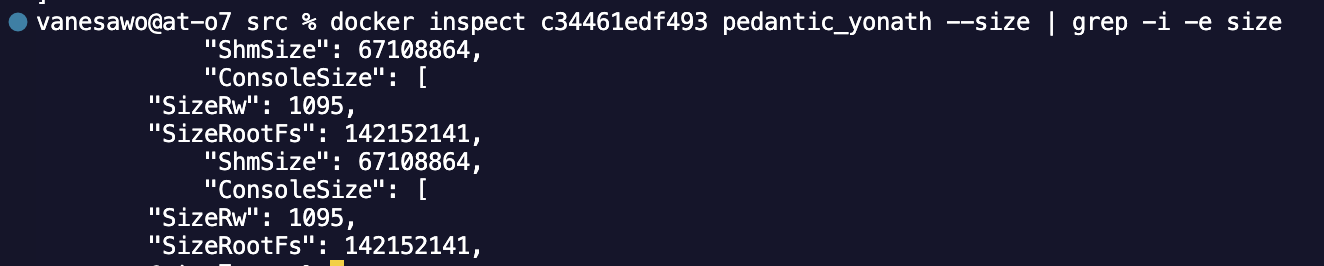 vanesawo@at-o7 src % docker inspect c34461edf493 pedantic_yonath --size | grep -i -e size
"ShmSize": 67108864,
"ConsoleSize": [
"SizeRw": 1095,
"SizeRootFs": 142152141,
"ShmSize": 67108864,
"ConsoleSize": [
"SizeRw": 1095,
"SizeRootFs": 142152141,